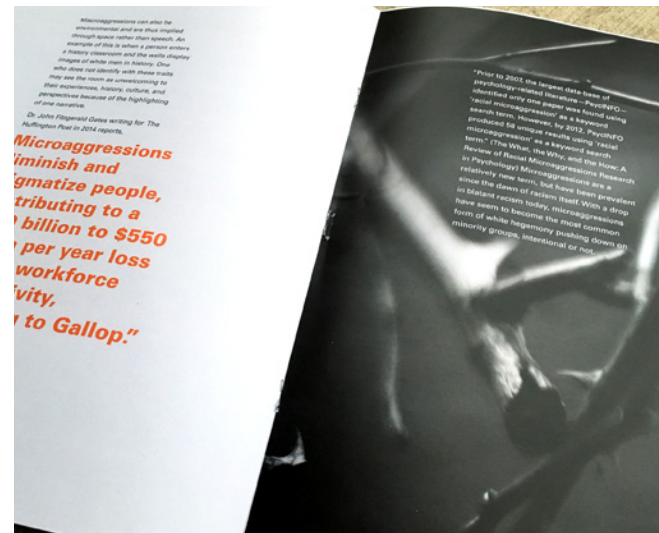 Miacroaggressions can also be
environmental and are thus implied
through space rather than speech. An
example of this is when a person enters
a history classroom and the walls display
images of white men in history. One
who does not identify with these traits
may see the room as unwelcoming to
their experiences, history, culture, and
perspectives because of the highlighting
of one narrative.
Dr. John Fitzgerald Gates writing for The
Huffington Post in 2014 reports,
Microaggressions
iminish and
igmatize people,
tributing to a
billion to $550
per year loss
workforce
ivity,
to Gallop.”
“Prior to 2007, the largest data-base of
psychology-related literature—PsycINFO—
identified only one paper was found using
‘racial microaggression’ as a keyword
search term. However, by 2012, PsycINFO
produced 58 unique results using ‘racial
microaggression’ as a keyword search
term.” (The What, the Why, and the How: A
Review of Racial Microaggressions Research
in Psychology) Microaggressions are a
relatively new term, but have been prevalent
since the dawn of racism itself. With a drop
in blatant racism today, microaggressions
have seem to become the most common
form of white hegemony pushing down on
minority groups, intentional or not.